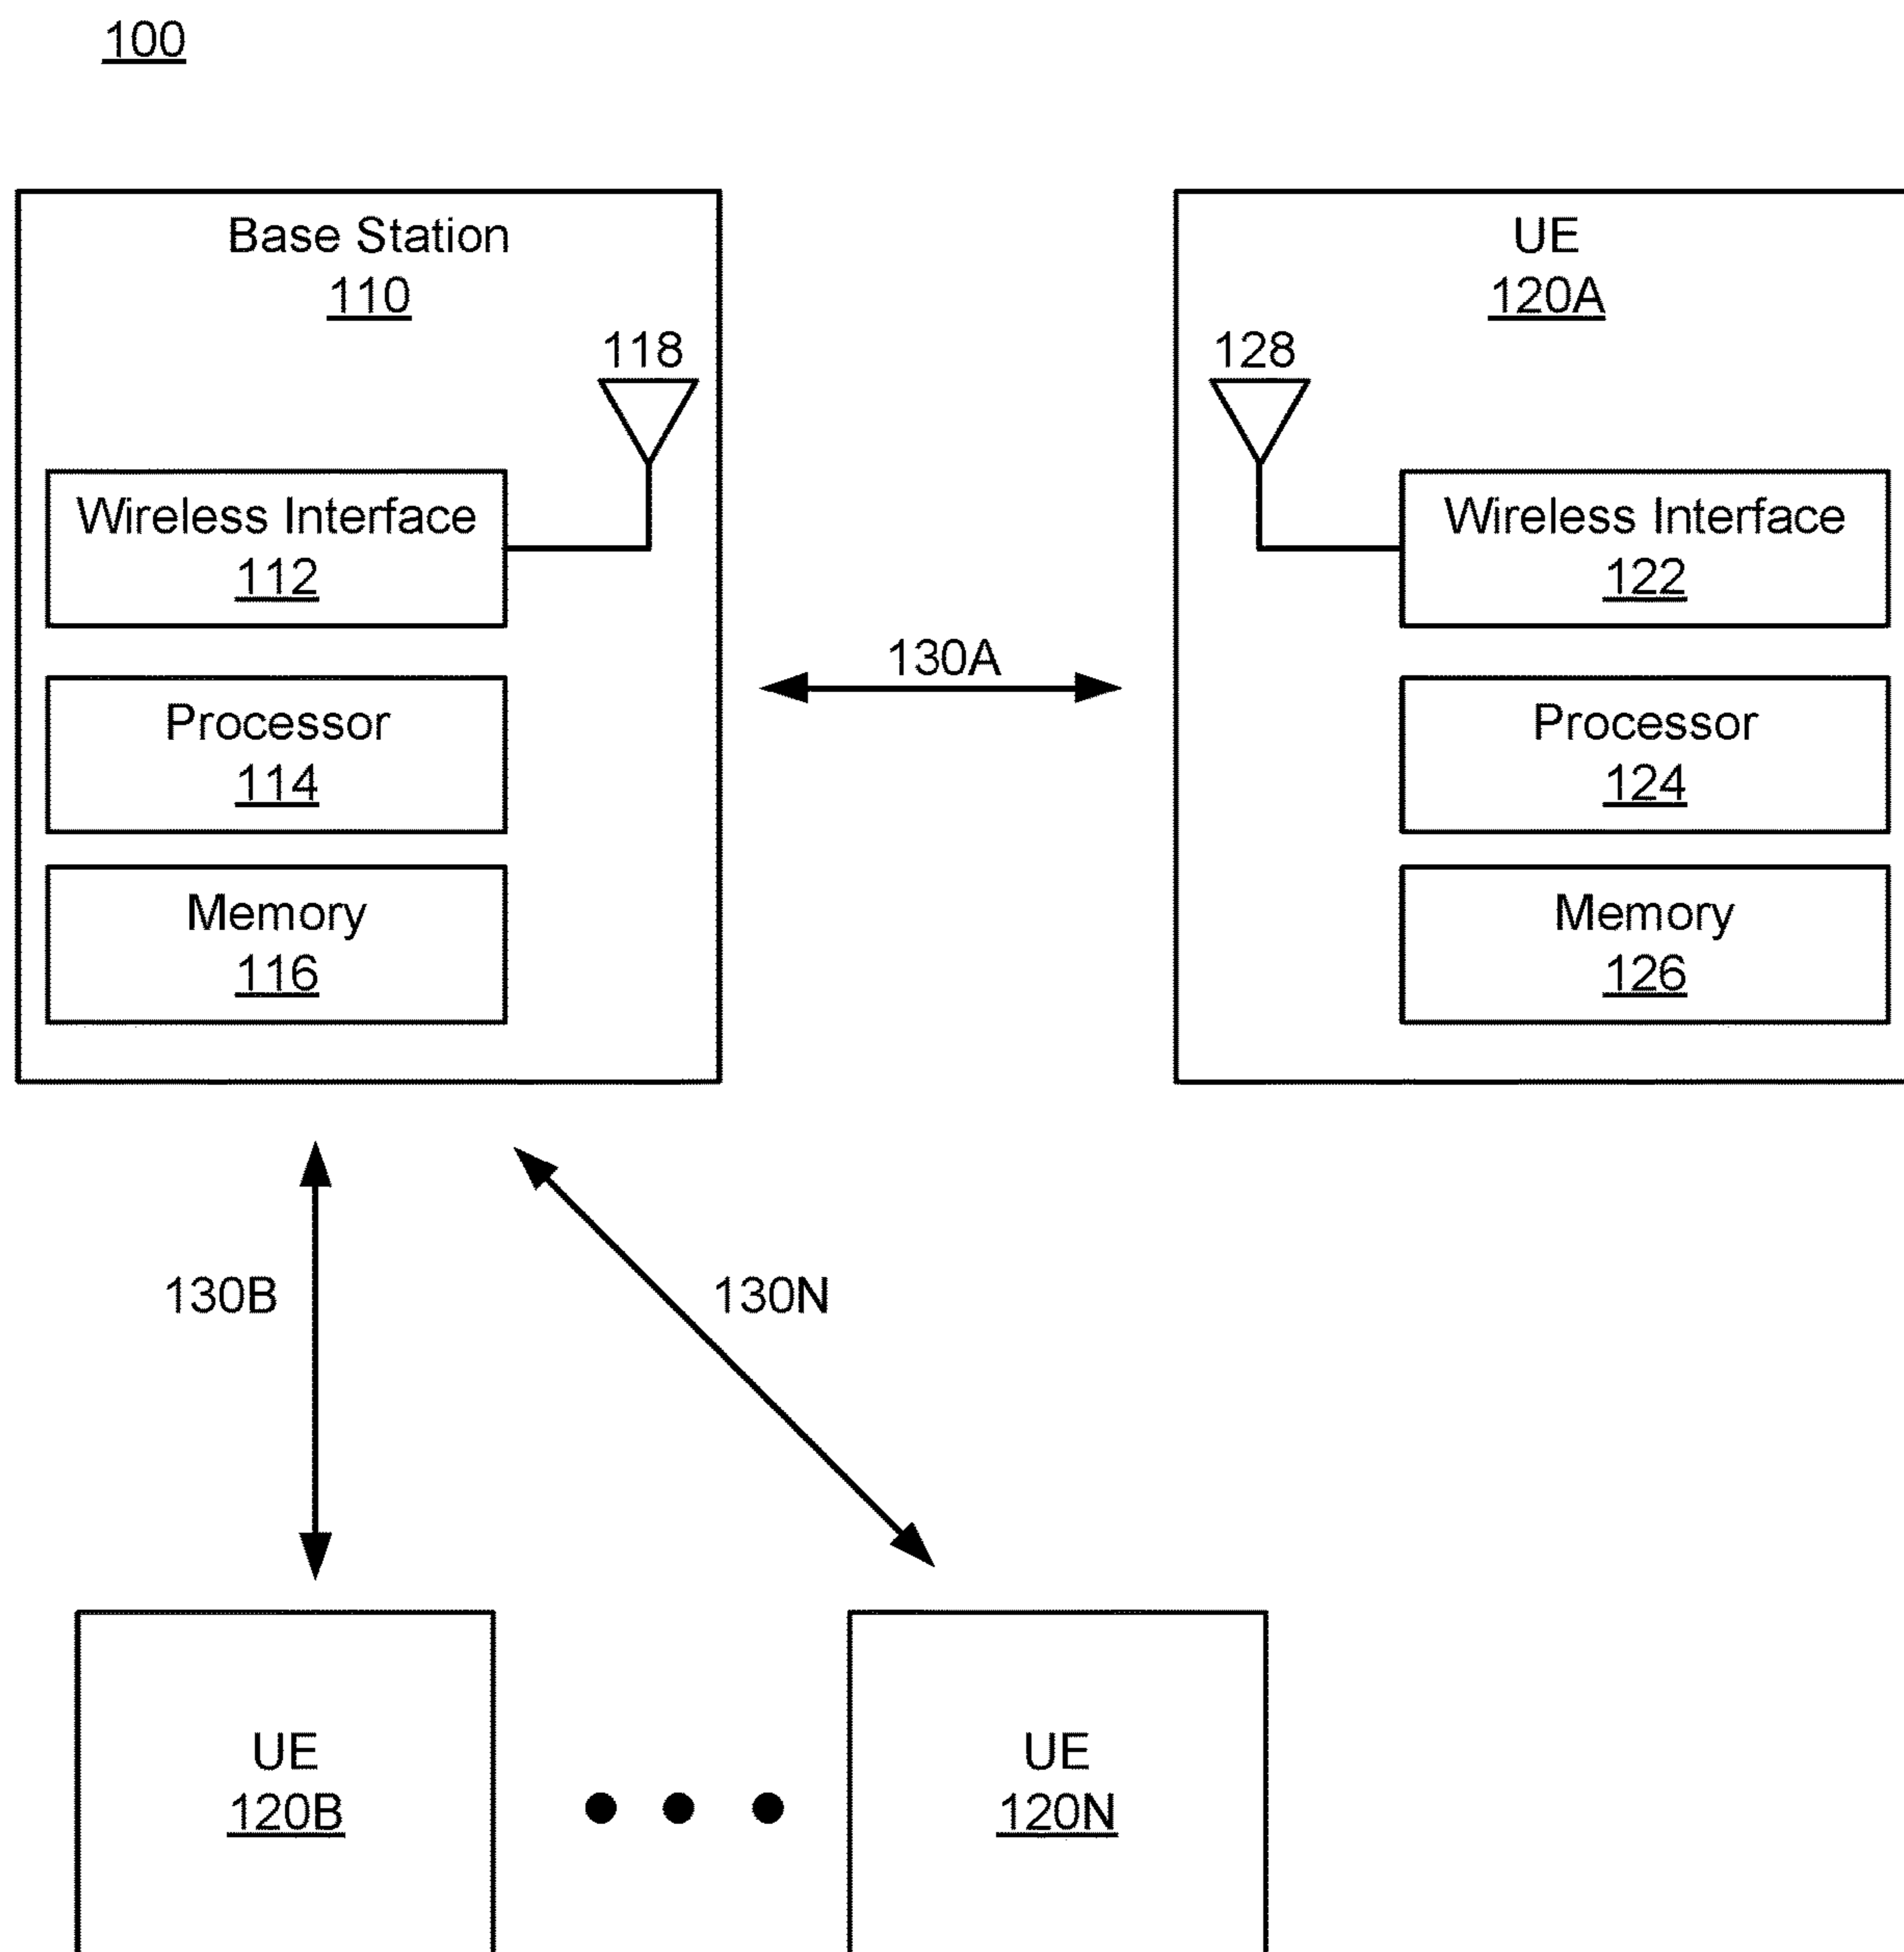 100
Base Station
110
118
Wireless Interface
112
Processor
114
Memory
116
130A
UE
120A
128
Wireless Interface
122
Processor
124
Memory
126
130B
130N
UE
120B
UE
120N